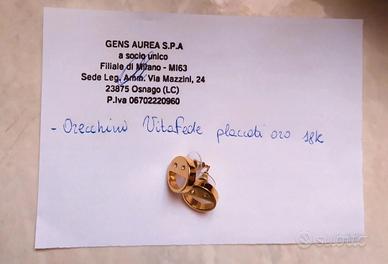 GENS AUREA S.P.A
a socio unico
Filiale di Milano - MI63
Sede Leg. Amm. Via Mazzini, 24
23875 Osnago (LC)
P.Iva 06702220960
- Orecchino VitaFede placcati oro 18k
subito